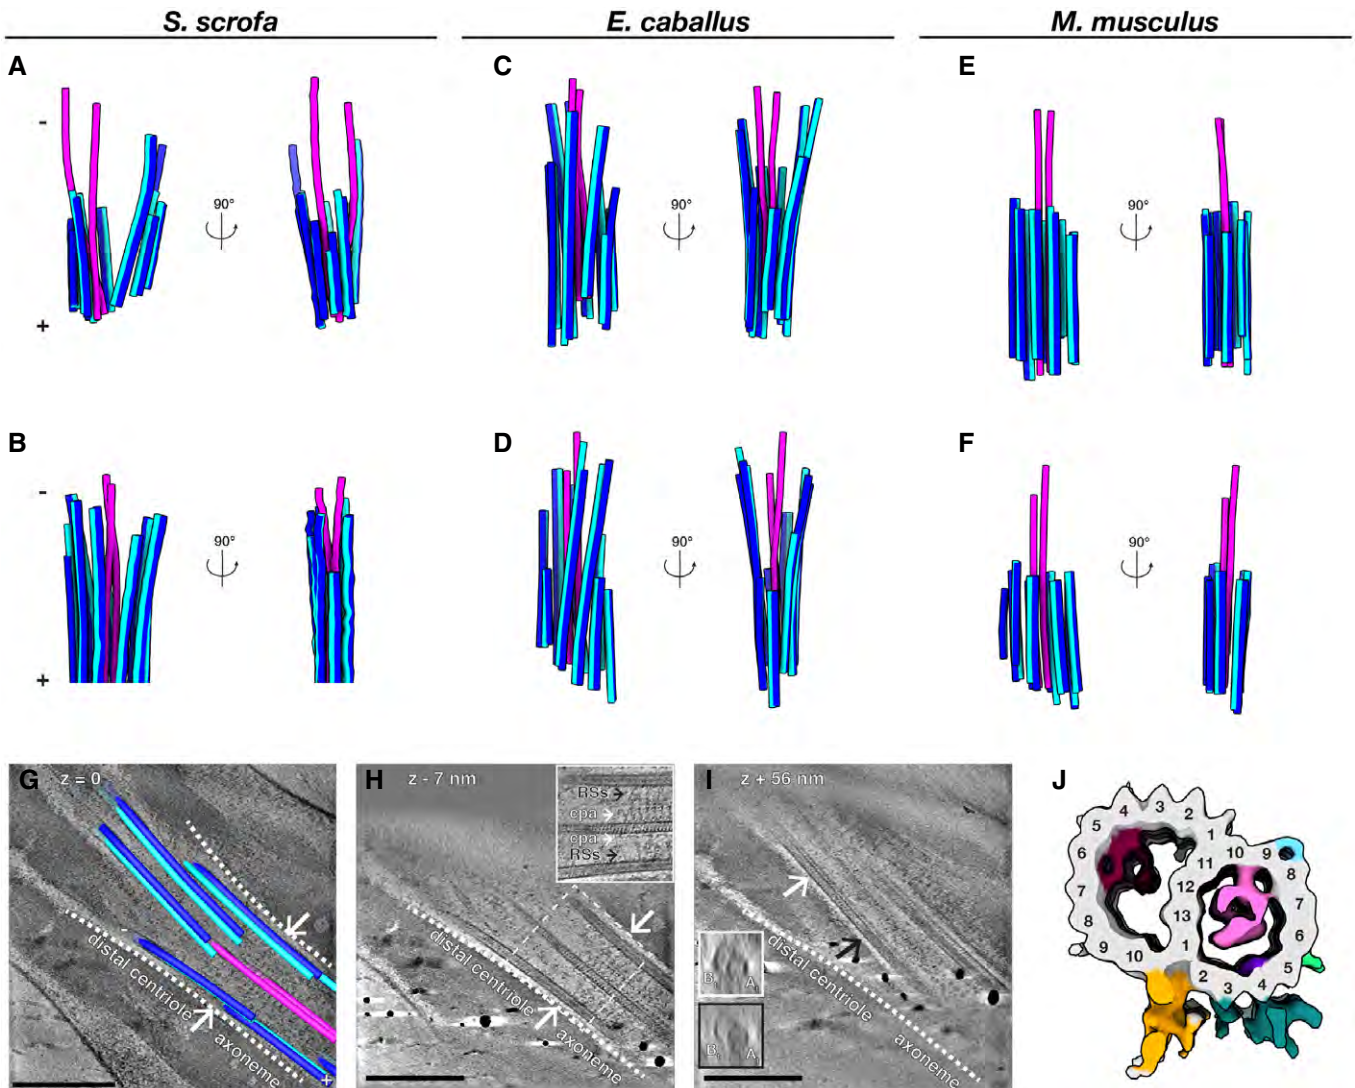 S. scrofa
E. caballus
M. musculus
A
C
E
-
90°
90°
90°
+
B
D
F
-
90°
90°
90°
+
G
z = 0
distal centriole
axoneme
+
H
z - 7 nm
RSs
cpa
cpa
RSs
distal centriole
axoneme
I
z + 56 nm
B
A
B
A
distal centriole
axoneme
J
1
2
3
4
5
6
7
8
9
10
1
2
3
4
5
6
7
8
9
10
11
12
13